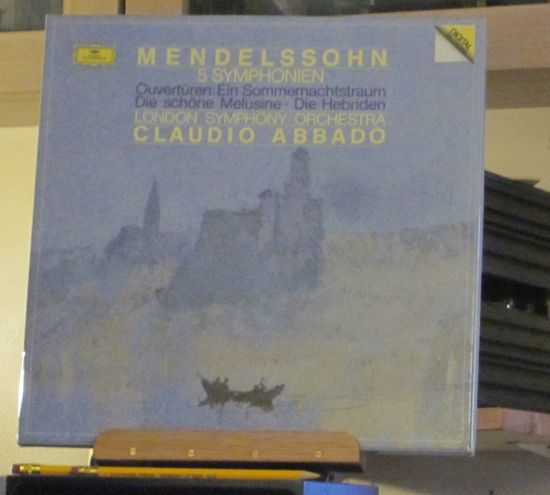 MENDELSSOHN
5 SYMPHONIEN
Ouvertüren: Ein Sommernachtstraum
Die schöne Melusine · Die Hebriden
LONDON SYMPHONY ORCHESTRA
CLAUDIO ABBADO
DIGITAL